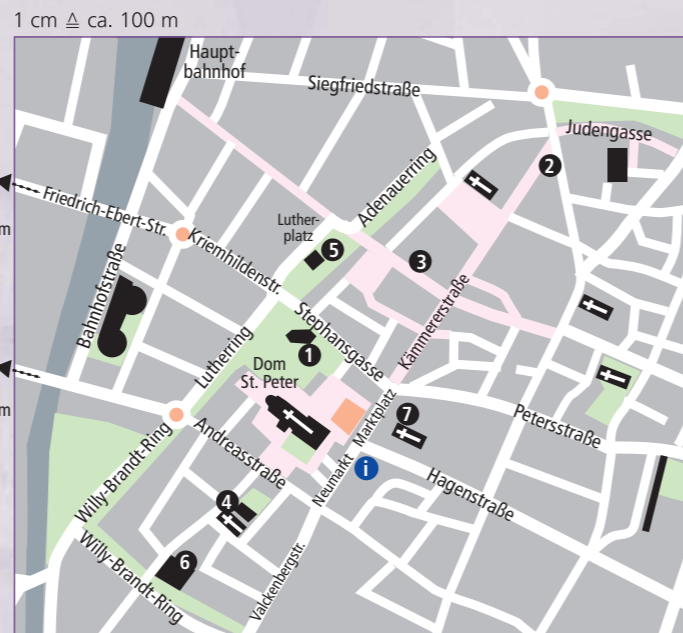 1 cm ≙ ca. 100 m
Haupt-
bahnhof
Siegfriedstraße
Judengasse
2
Adenauerring
Friedrich-Ebert-Str.
m
Luther-
platz
5
Kriemhildenstr.
3
Bahnhofstraße
Kämmererstraße
Stephansgasse
Lutherring
1
Dom
St. Peter
m
Marktplatz
7
Petersstraße
Andreasstraße
Willy-Brandt-Ring
Neumarkt
i
Hagenstraße
4
Willy-Brandt-Ring
6
Valckenbergstr.